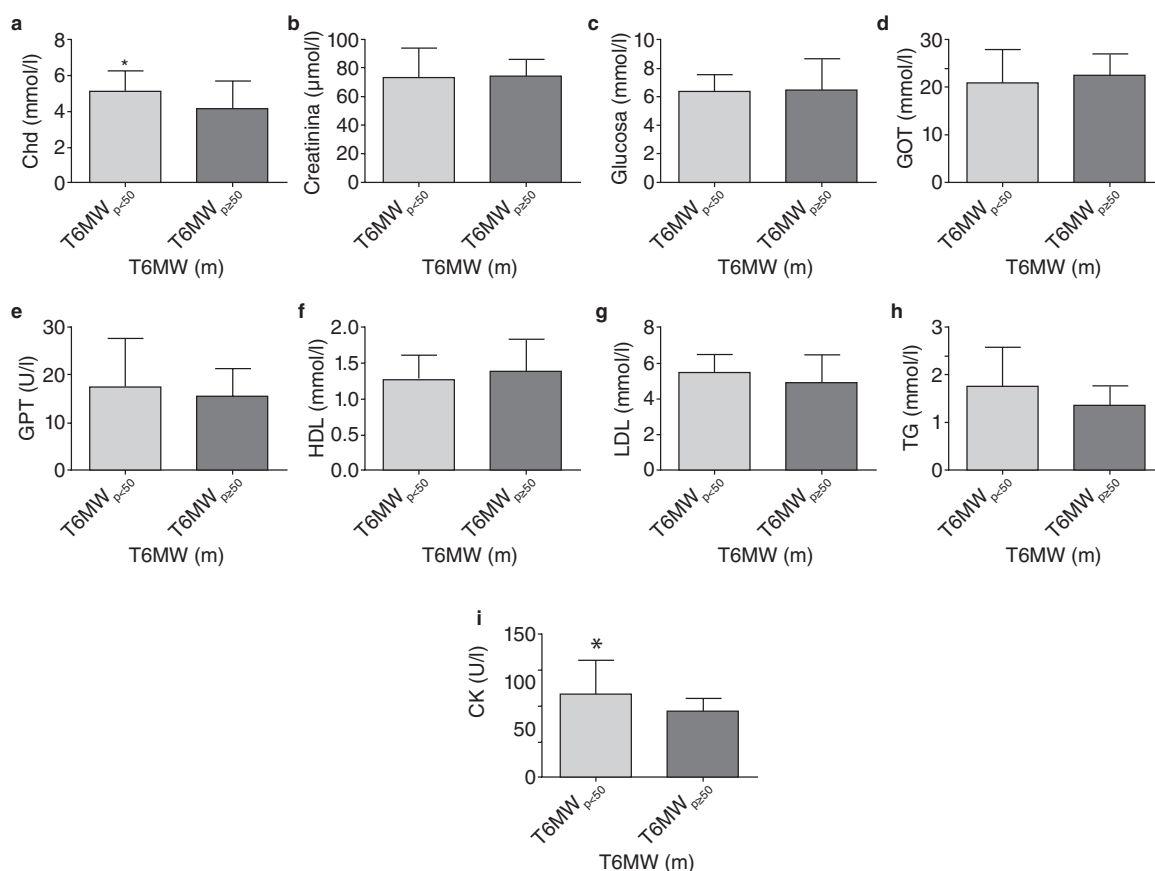 a
Chd (mmol/l)
8
6
4
2
0
*
T6MW p<50
T6MW p≥50
T6MW (m)
b
Creatinina (μmol/l)
100
80
60
40
20
0
T6MW p<50
T6MW p≥50
T6MW (m)
c
Glucosa (mmol/l)
10
8
6
4
2
0
T6MW p<50
T6MW p≥50
T6MW (m)
d
GOT (mmol/l)
30
20
10
0
T6MW p<50
T6MW p≥50
T6MW (m)
e
GPT (U/l)
30
20
10
0
T6MW p<50
T6MW p≥50
T6MW (m)
f
HDL (mmol/l)
2.0
1.5
1.0
0.5
0.0
T6MW p<50
T6MW p≥50
T6MW (m)
g
LDL (mmol/l)
8
6
4
2
0
T6MW p<50
T6MW p≥50
T6MW (m)
h
TG (mmol/l)
3
2
1
0
T6MW p<50
T6MW p≥50
T6MW (m)
i
CK (U/l)
150
100
50
0
*
T6MW p<50
T6MW p≥50
T6MW (m)